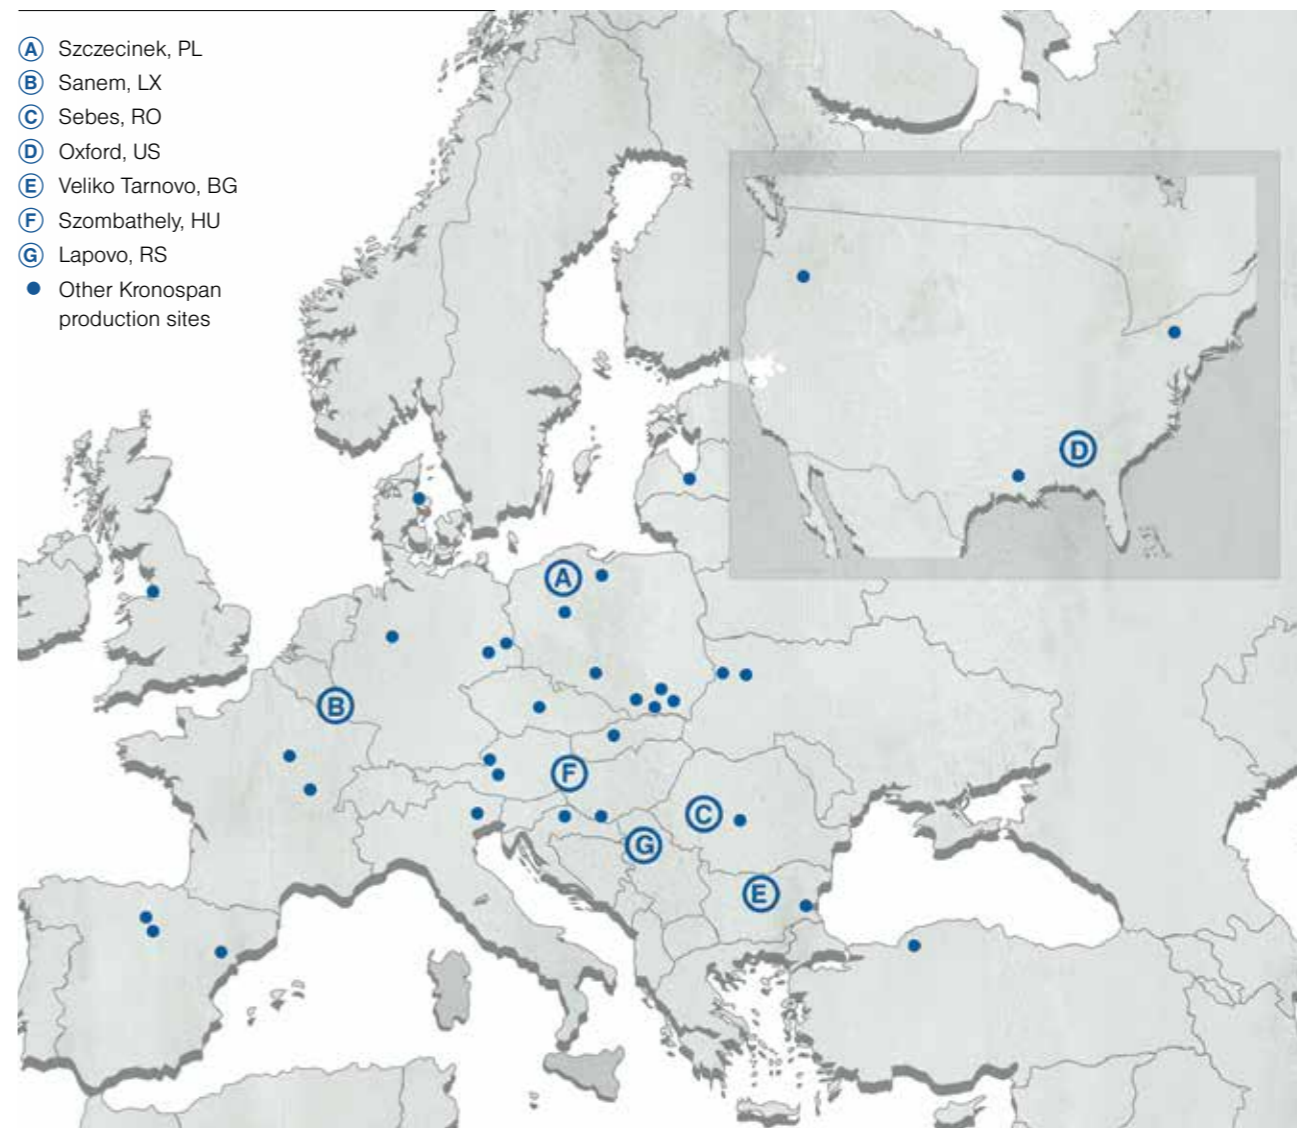 A Szczecinek, PL
B Sanem, LX
C Sebes, RO
D Oxford, US
E Veliko Tarnovo, BG
F Szombathely, HU
G Lapovo, RS
Other Kronospan
production sites
D
A
B
F
C
G
E